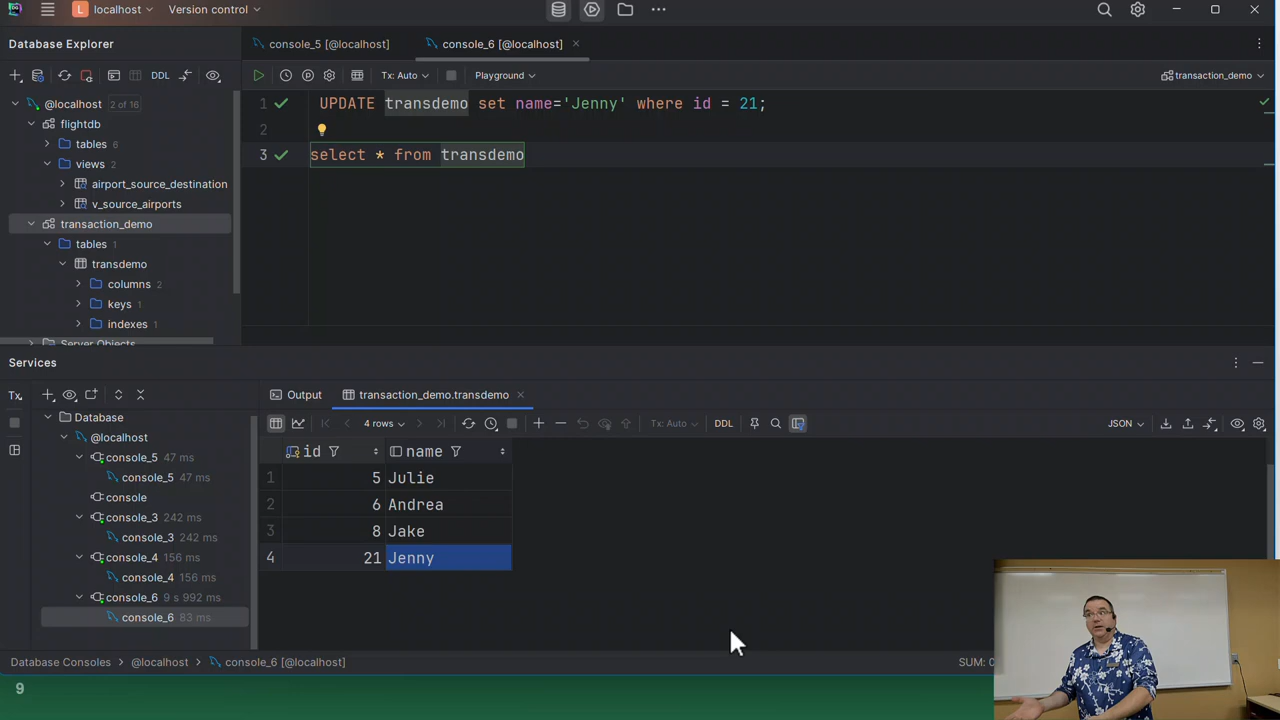 L localhost Version control
Database Explorer
console_5 [@localhost] console_6 [@localhost]
DDL
Tx: Auto Playground transaction_demo
@localhost 2 of 16
flightdb
tables 6
views 2
airport_source_destination
v_source_airports
transaction_demo
tables 1
transdemo
columns 2
keys 1
indexes 1
Server Objects
1 UPDATE transdemo set name='Jenny' where id = 21;
2
3 select * from transdemo
Services
Tx
Output transaction_demo.transdemo
Database
@localhost
console_5 47 ms
console_5 47 ms
console
console_3 242 ms
console_3 242 ms
console_4 156 ms
console_4 156 ms
console_6 9 s 992 ms
console_6 83 ms
4 rows Tx: Auto DDL JSON
id name
1 5 Julie
2 6 Andrea
3 8 Jake
4 21 Jenny
Database Consoles @localhost console_6 [@localhost] SUM: 0
9